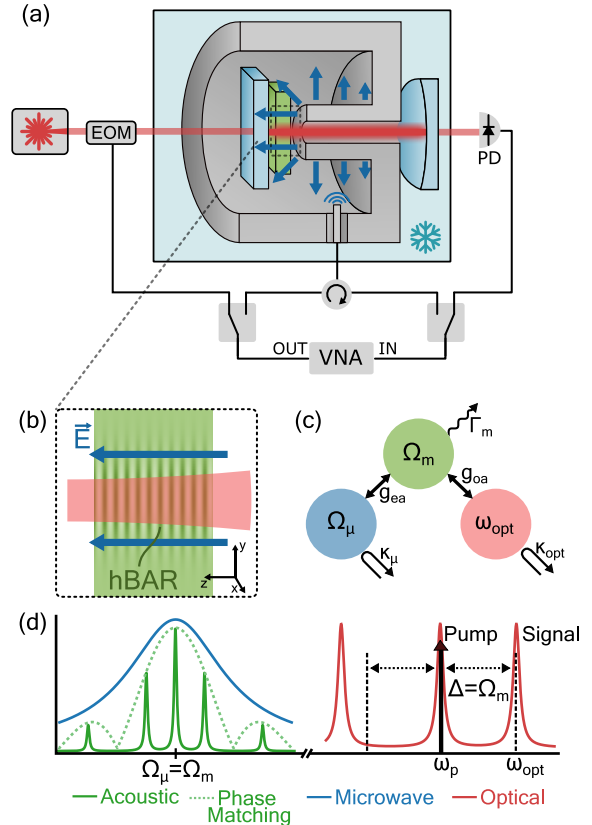 (a)
EOM
PD
OUT VNA IN
(b)
E
hBAR
y
z
x
(c)
Ωm
Γm
gea
goa
Ωμ
ωopt
κμ
κopt
(d)
Pump
Signal
Δ=Ωm
Ωμ=Ωm
ωp
ωopt
Acoustic
Phase
Matching
Microwave
Optical